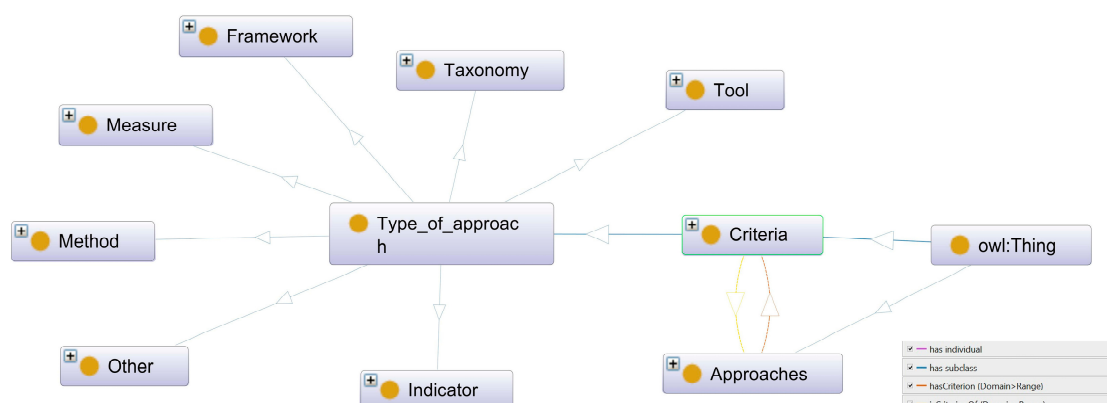 Framework
Taxonomy
Tool
Measure
Type_of_approac
h
Criteria
Method
owl:Thing
Other
Indicator
Approaches
has individual
has subclass
hasCriterion (Domain>Range)